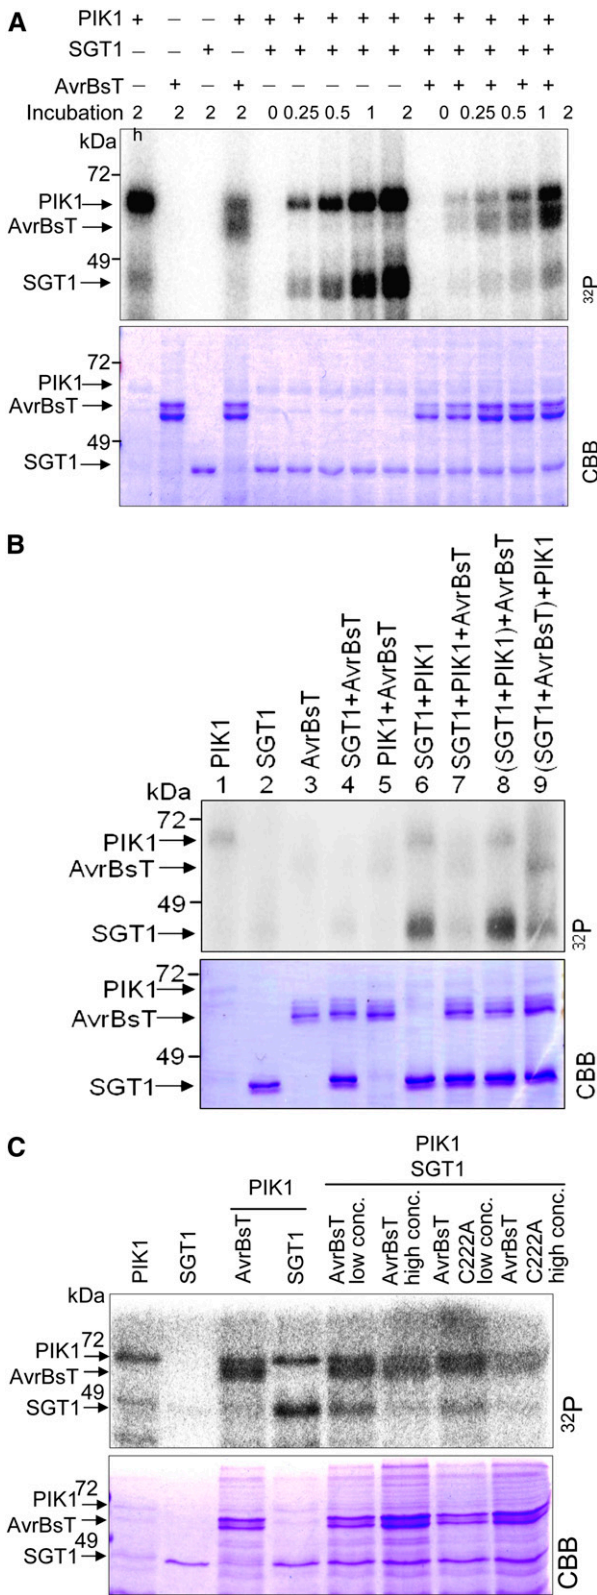 A
PIK1 + – – + + + + + + + + + + +
SGT1 – – + – + + + + + + + + + +
AvrBsT – + – + – – – – – + + + + +
Incubation 2 2 2 2 0 0.25 0.5 1 2 0 0.25 0.5 1 2
kDa h
72
PIK1
AvrBsT
49
SGT1
32P
72
PIK1
AvrBsT
49
SGT1
CBB
B
PIK1
SGT1
AvrBsT
SGT1+AvrBsT
PIK1+AvrBsT
SGT1+PIK1
SGT1+PIK1+AvrBsT
(SGT1+PIK1)+AvrBsT
(SGT1+AvrBsT)+PIK1
1 2 3 4 5 6 7 8 9
kDa
72
PIK1
AvrBsT
49
SGT1
32P
72
PIK1
AvrBsT
49
SGT1
CBB
C
PIK1
SGT1
PIK1
PIK1
SGT1
AvrBsT
SGT1
AvrBsT
low conc.
AvrBsT
high conc.
AvrBsT
C222A
low conc.
AvrBsT
C222A
high conc.
kDa
72
PIK1
AvrBsT
49
SGT1
32P
72
PIK1
AvrBsT
49
SGT1
CBB